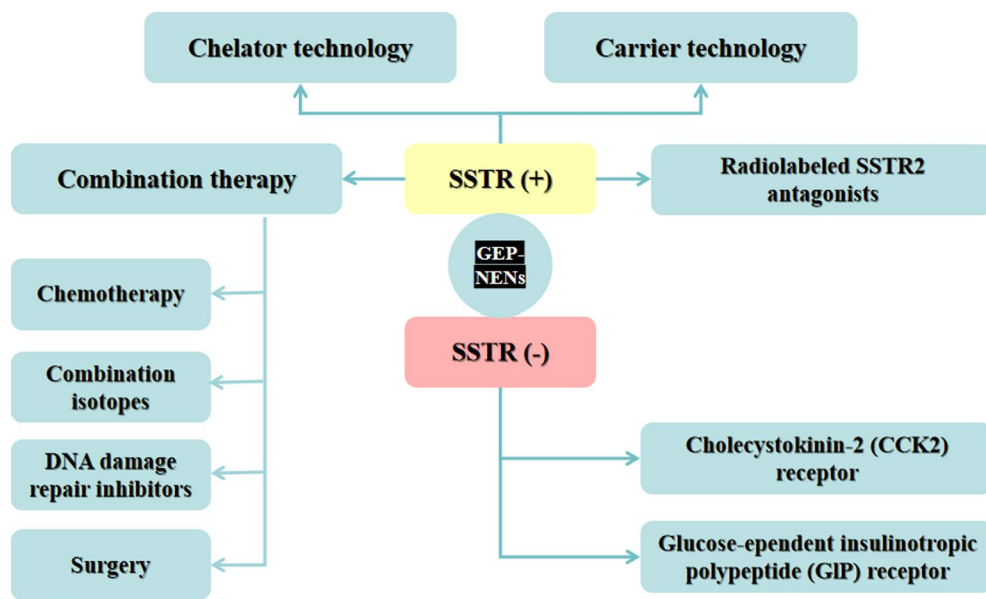 Chelator technology
Carrier technology
Combination therapy
SSTR (+)
Radiolabeled SSTR2
antagonists
GEP-
NENs
Chemotherapy
SSTR (-)
Combination
isotopes
Cholecystokinin-2 (CCK2)
receptor
DNA damage
repair inhibitors
Glucose-ependent insulinotropic
polypeptide (GIP) receptor
Surgery